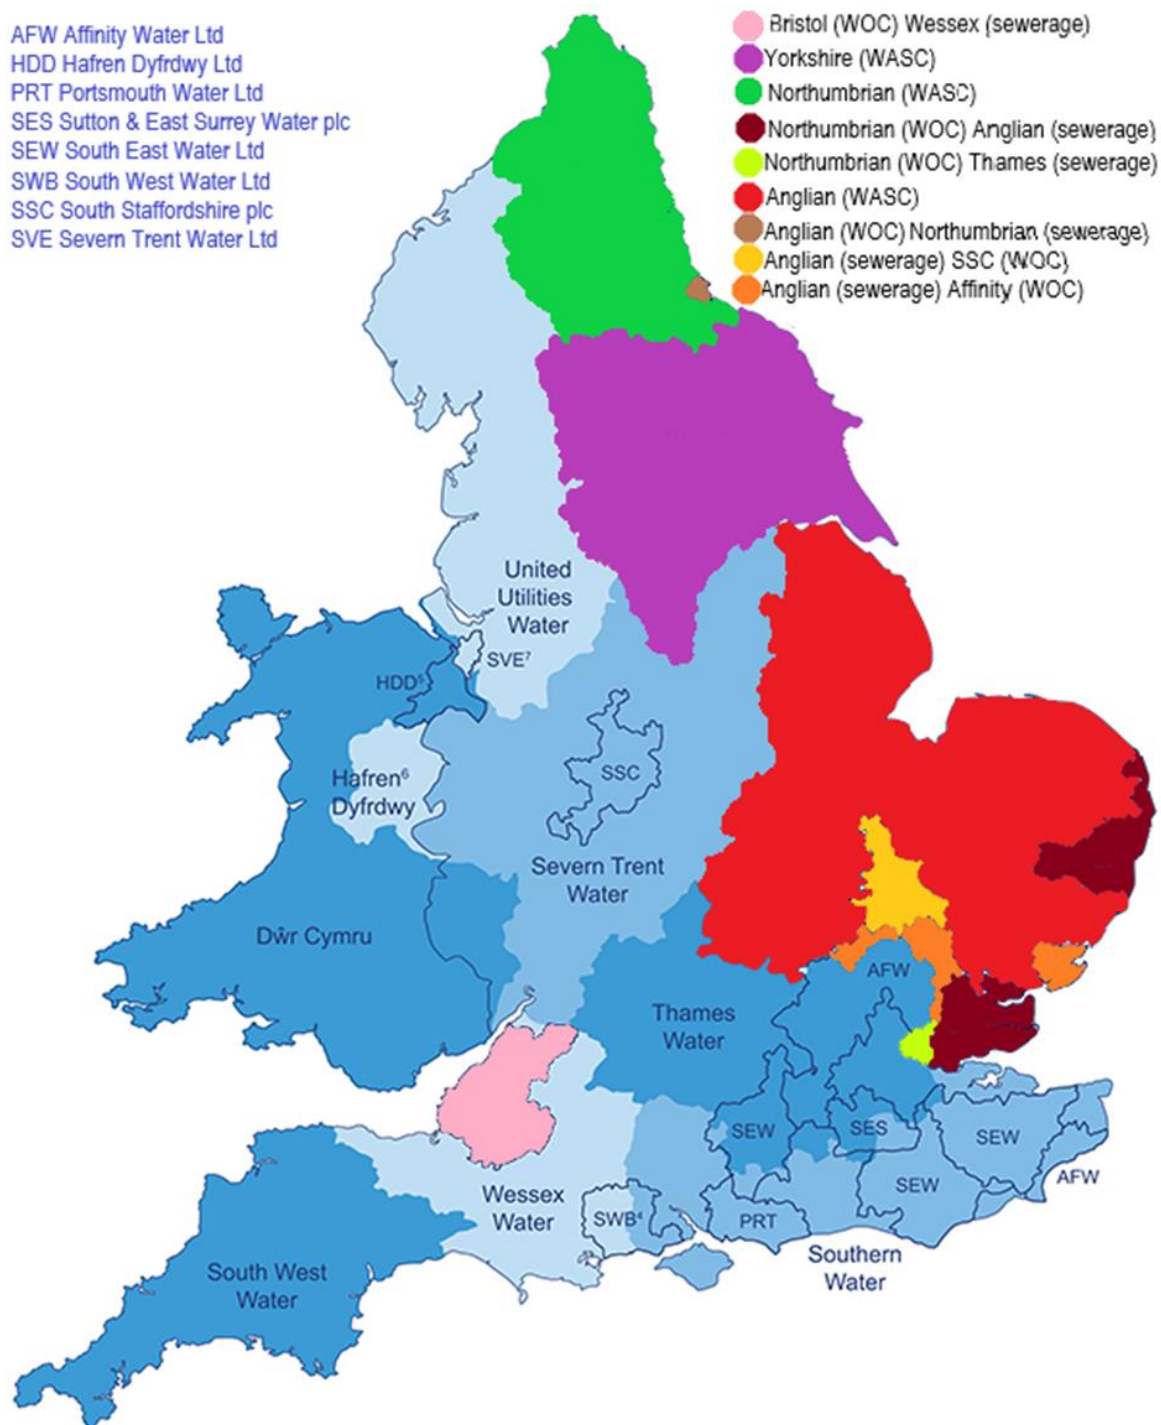 AFW Affinity Water Ltd
HDD Hafren Dyfrdwy Ltd
PRT Portsmouth Water Ltd
SES Sutton & East Surrey Water plc
SEW South East Water Ltd
SWB South West Water Ltd
SSC South Staffordshire plc
SVE Severn Trent Water Ltd
Bristol (WOC) Wessex (sewerage)
Yorkshire (WASC)
Northumbrian (WASC)
Northumbrian (WOC) Anglian (sewerage)
Northumbrian (WOC) Thames (sewerage)
Anglian (WASC)
Anglian (WOC) Northumbrian (sewerage)
Anglian (sewerage) SSC (WOC)
Anglian (sewerage) Affinity (WOC)
United
Utilities
Water
SVE⁷
HDD⁵
Hafren⁶
Dyfrdwy
SSC
Severn Trent
Water
Dŵr Cymru
AFW
Thames
Water
SEW
SES
SEW
SEW
AFW
Wessex
Water
SWB⁴
PRT
Southern
Water
South West
Water